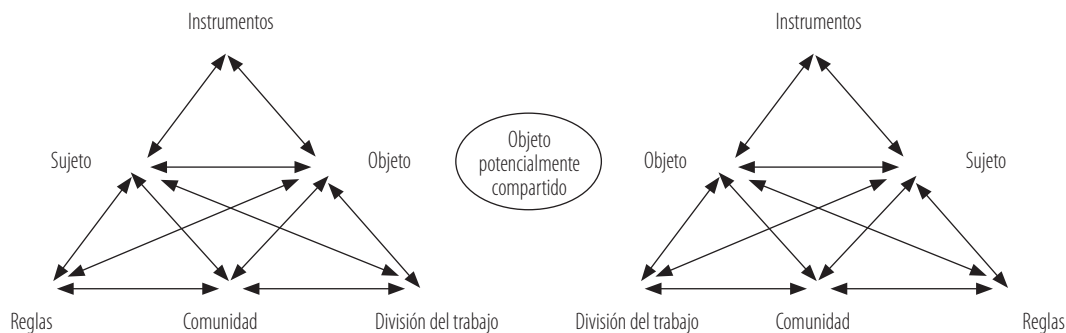 Instrumentos
Instrumentos
Sujeto
Objeto
Objeto
potencialmente
compartido
Objeto
Sujeto
Reglas
Comunidad
División del trabajo
División del trabajo
Comunidad
Reglas